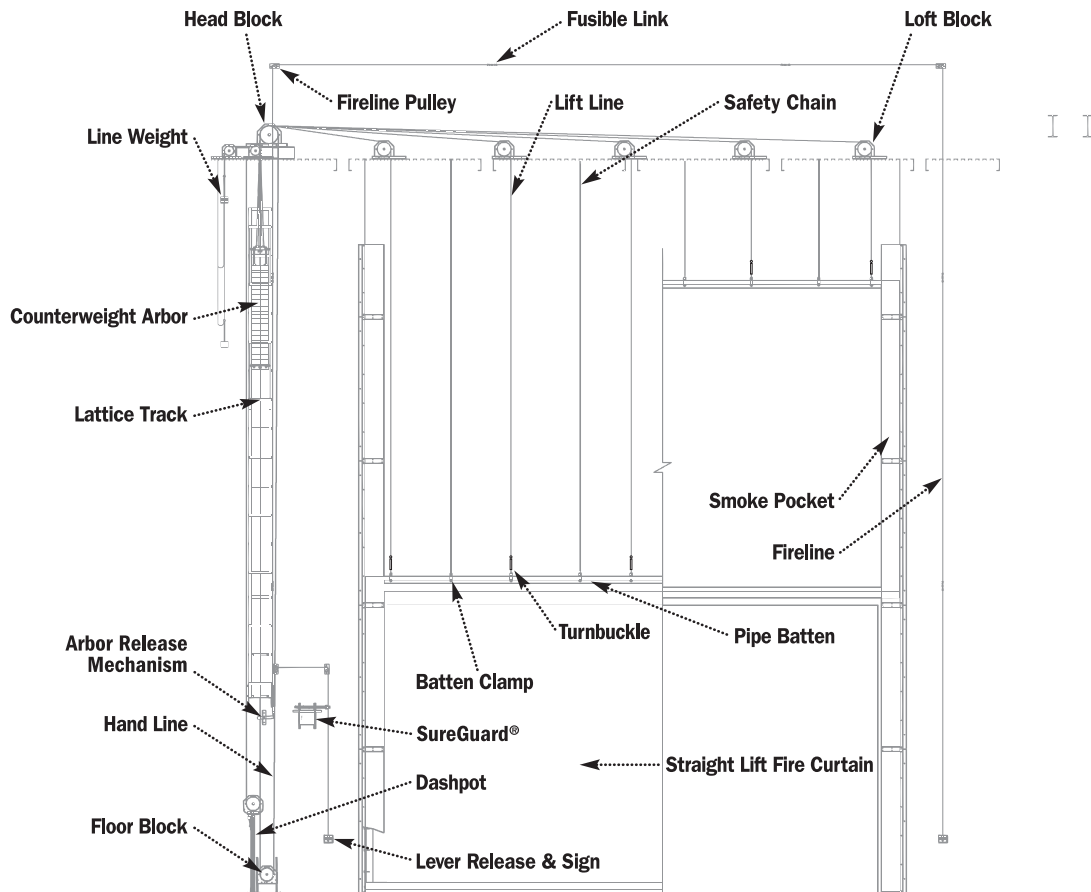 Head Block
Fusible Link
Loft Block
Fireline Pulley
Lift Line
Safety Chain
Line Weight
Counterweight Arbor
Lattice Track
Smoke Pocket
Fireline
Turnbuckle
Pipe Batten
Arbor Release
Mechanism
Batten Clamp
Hand Line
SureGuard®
Straight Lift Fire Curtain
Dashpot
Floor Block
Lever Release & Sign